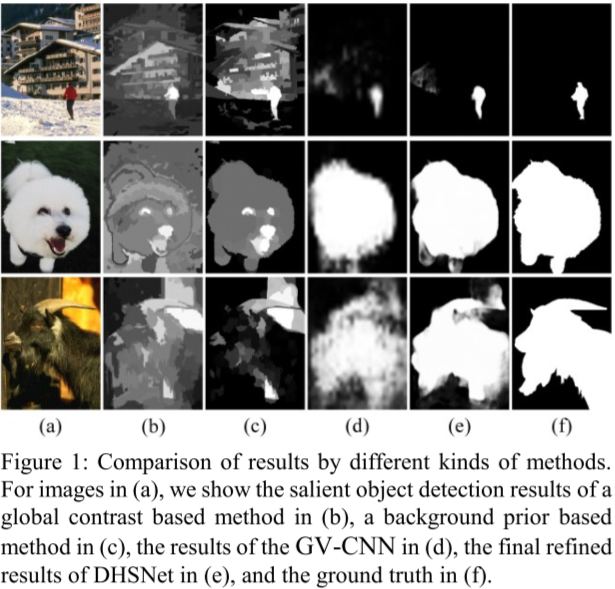 (a) (b) (c) (d) (e) (f)
Figure 1: Comparison of results by different kinds of methods.
For images in (a), we show the salient object detection results of a
global contrast based method in (b), a background prior based
method in (c), the results of the GV-CNN in (d), the final refined
results of DHSNet in (e), and the ground truth in (f).